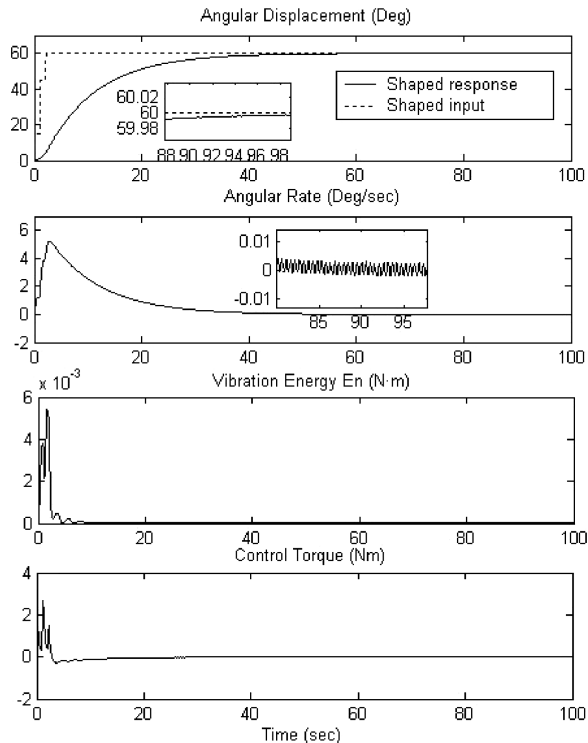 Angular Displacement (Deg)
80
60
40
20
0
Shaped response
Shaped input
60.02
60
59.98
88 90 92 94 96 98
0 20 40 60 80 100
Angular Rate (Deg/sec)
6
4
2
0
-2
0.01
0
-0.01
85 90 95
0 20 40 60 80 100
x 10⁻³
Vibration Energy En (N·m)
6
4
2
0
0 20 40 60 80 100
Control Torque (Nm)
4
2
0
-2
0 20 40 60 80 100
Time (sec)